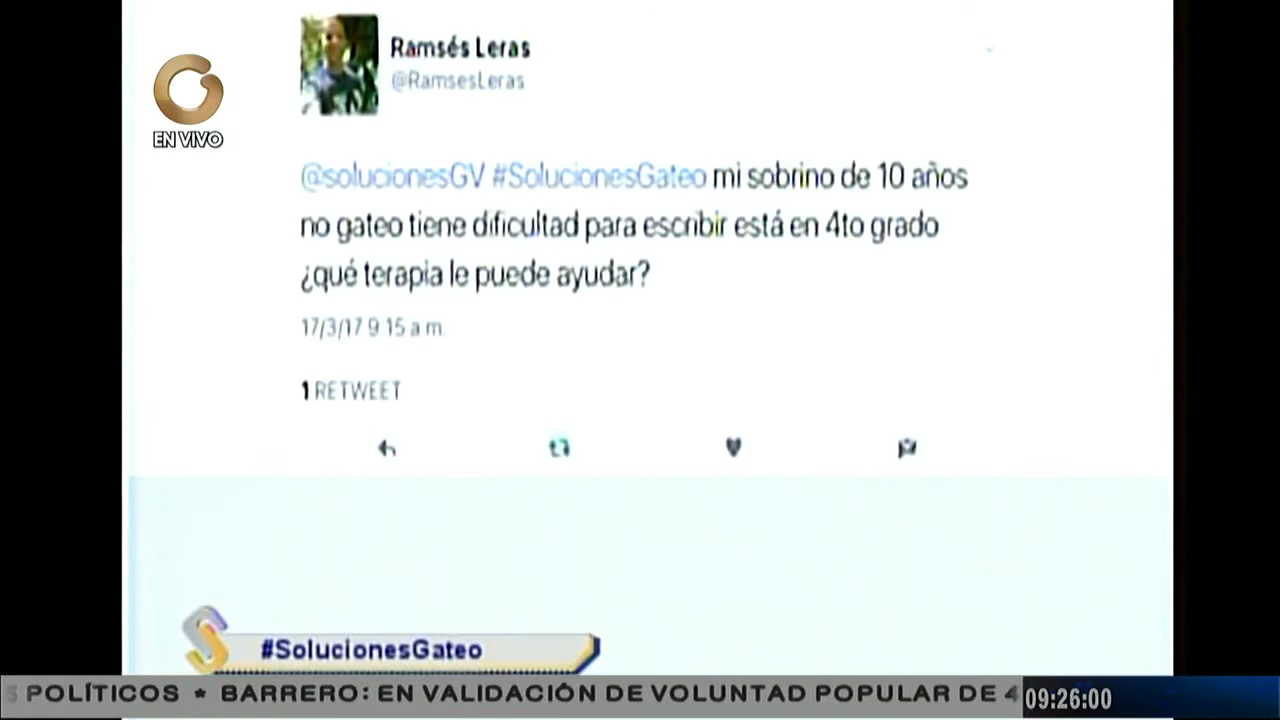 Ramsés Leras
@RamsesLeras
EN VIVO
@solucionesGV #SolucionesGateo mi sobrino de 10 años
no gateo tiene dificultad para escribir está en 4to grado
¿qué terapia le puede ayudar?
17/3/17 9 15 a m.
1 RETWEET
#SolucionesGateo
S POLÍTICOS * BARRERO: EN VALIDACIÓN DE VOLUNTAD POPULAR DE 4
09:26:00